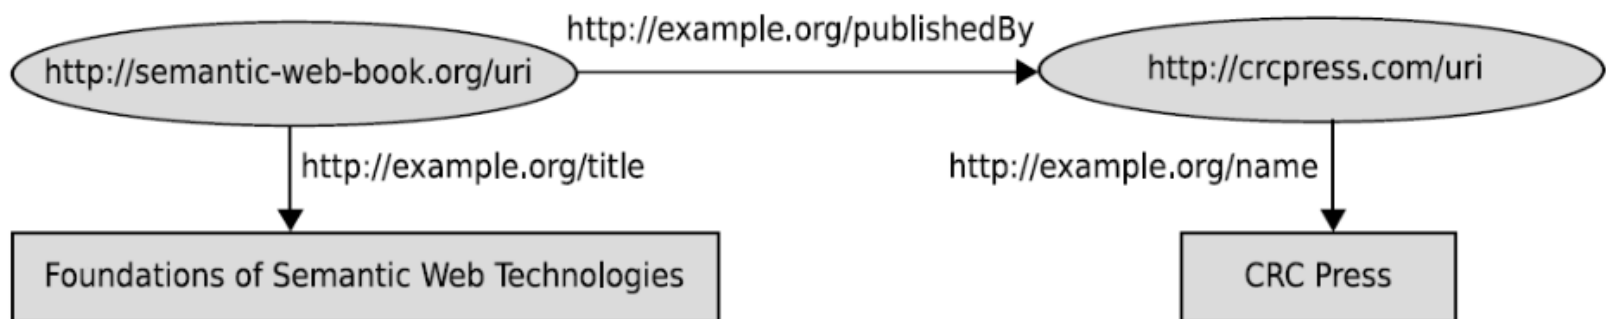 http://example.org/publishedBy
http://semantic-web-book.org/uri
http://crcpress.com/uri
http://example.org/title
http://example.org/name
Foundations of Semantic Web Technologies
CRC Press